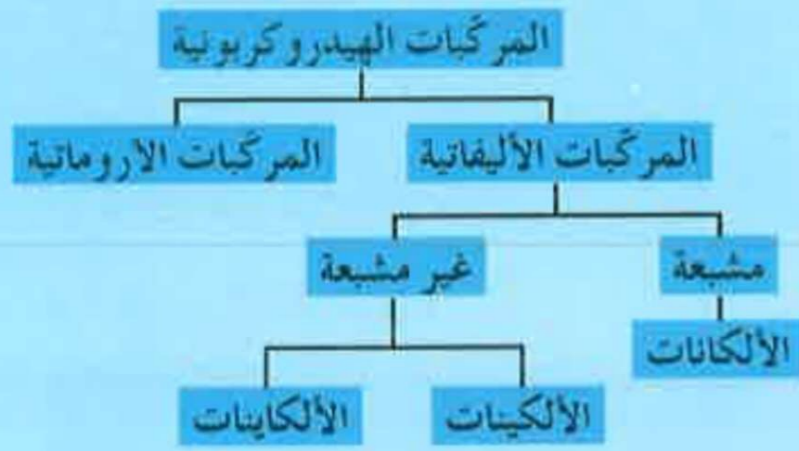 المركّبات الهيدروكربونية
المركّبات الأليفاتية
المركّبات الأروماتية
مشبعة
غير مشبعة
الألكانات
الألكينات
الألكاينات